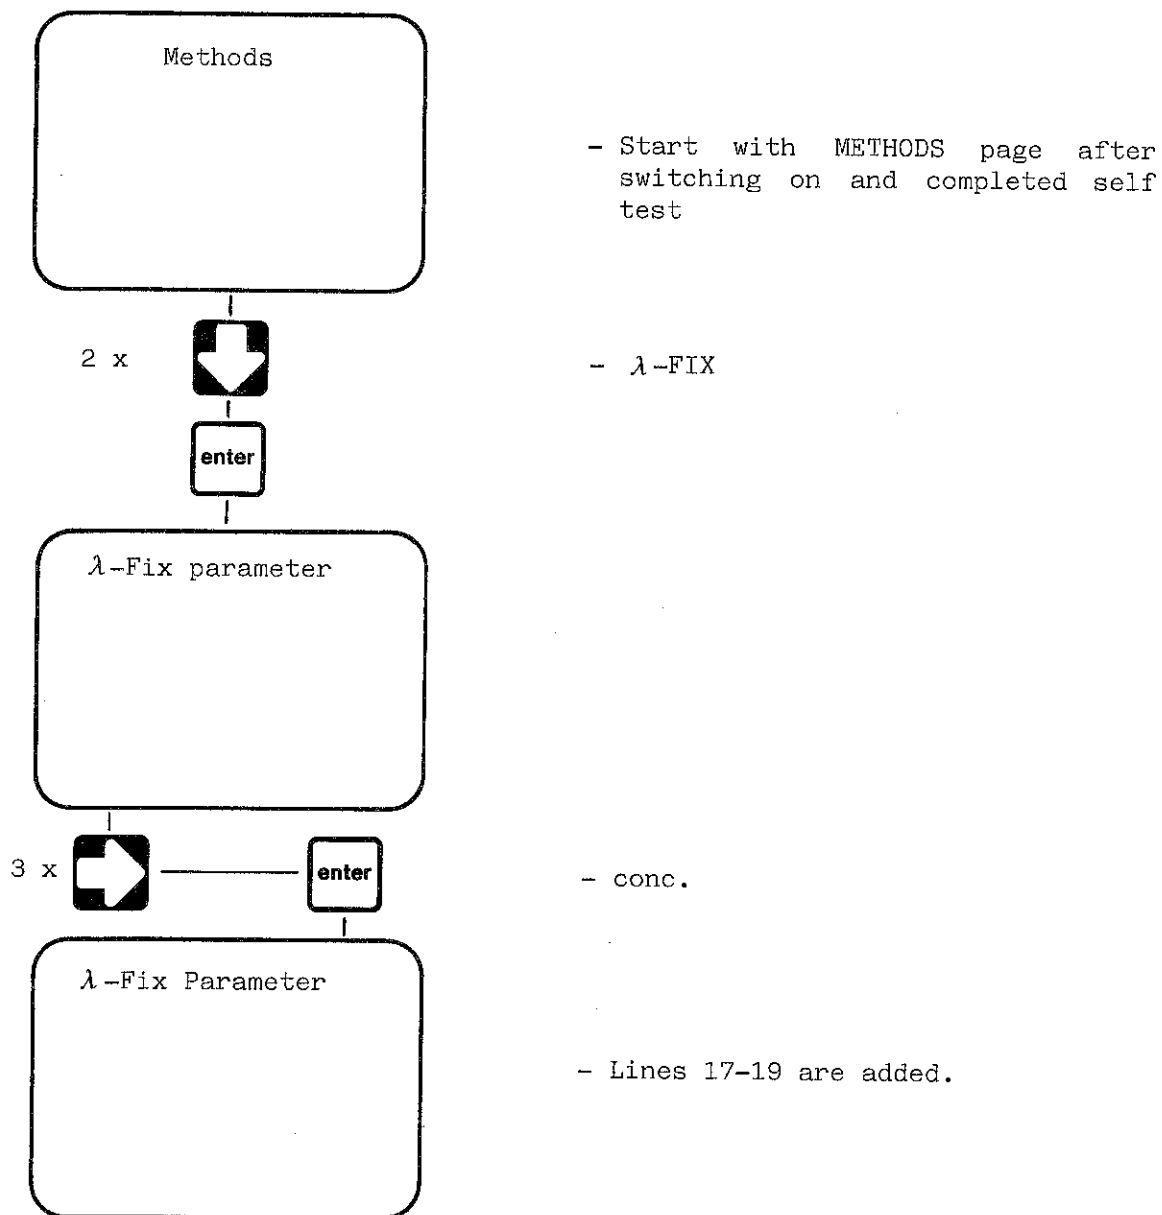 Methods
- Start with METHODS page after
switching on and completed self
test
2 x
- λ-FIX
enter
λ-Fix parameter
3 x
enter
- conc.
λ-Fix Parameter
- Lines 17-19 are added.